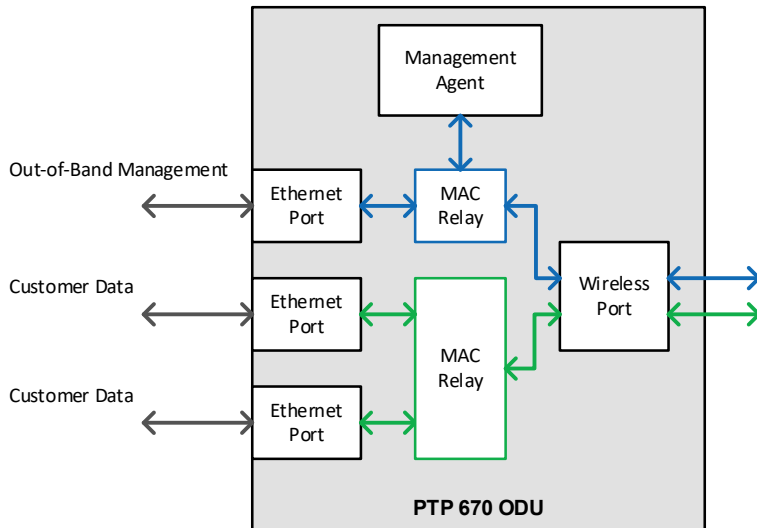 Management
Agent
Out-of-Band Management
Ethernet
Port
MAC
Relay
Customer Data
Ethernet
Port
Wireless
Port
MAC
Relay
Customer Data
Ethernet
Port
PTP 670 ODU